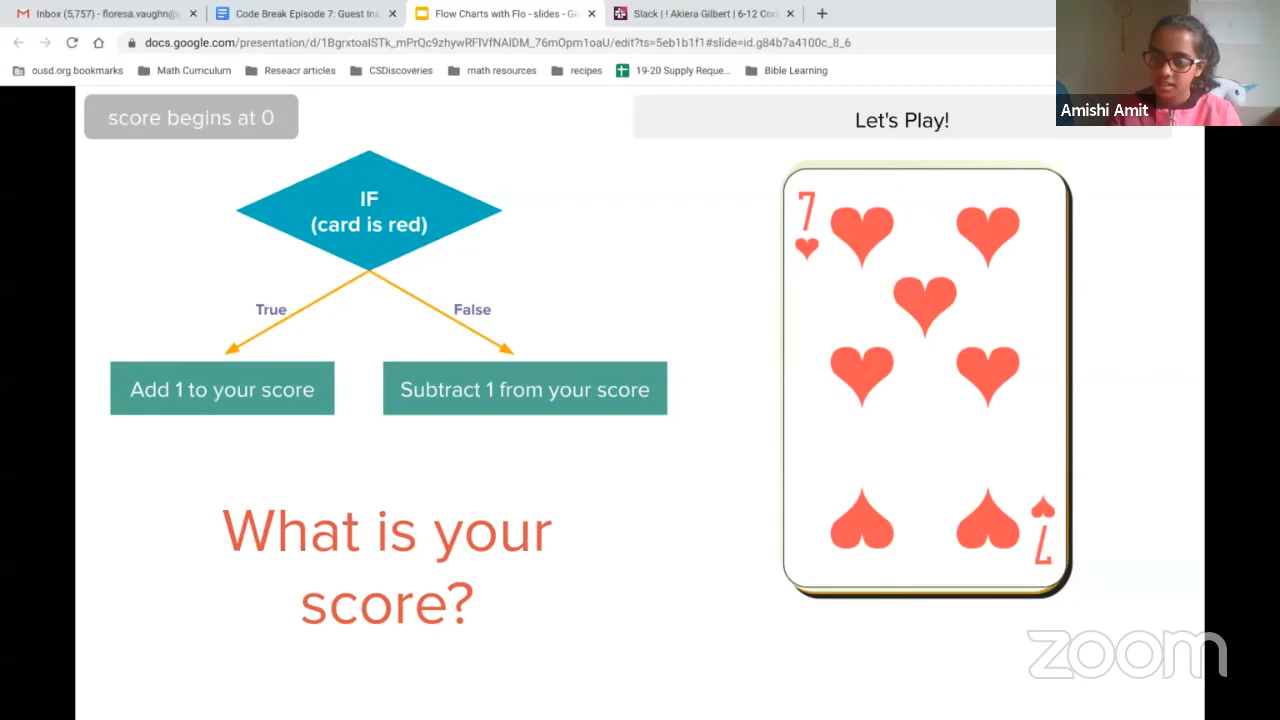 Inbox (5,757) - floresa.vaughn@
Code Break Episode 7: Guest Ins
Flow Charts with Flo - slides - Go
Slack | ! Akiera Gilbert | 6-12 Cod
docs.google.com/presentation/d/1BgrxtoaISTk_mPrQc9zhywRFIVfNAIDM_76mOpm1oaU/edit?ts=5eb1b1f1#slide=id.g84b7a4100c_8_6
ousd.org bookmarks
Math Curriculum
Reseacr articles
CSDiscoveries
math resources
recipes
19-20 Supply Reque...
Bible Learning
Amishi Amit
score begins at 0
Let's Play!
IF
(card is red)
True
False
Add 1 to your score
Subtract 1 from your score
What is your
score?
7
7
zoom